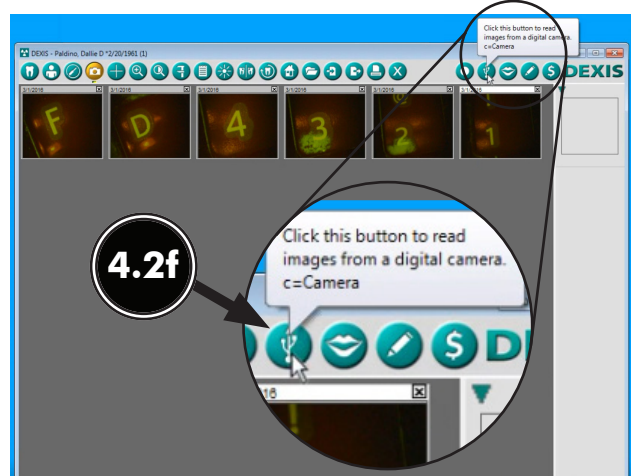 Click this button to read
images from a digital camera.
c=Camera
DEXIS - Paldino, Dallie D *2/20/1961 (1)
DEXIS
3/1/2016 3/1/2016 3/1/2016 3/1/2016 3/1/2016 3/1/2016
F D 4 3 @ 2 1
4.2f
Click this button to read
images from a digital camera.
c=Camera
$ DE
16